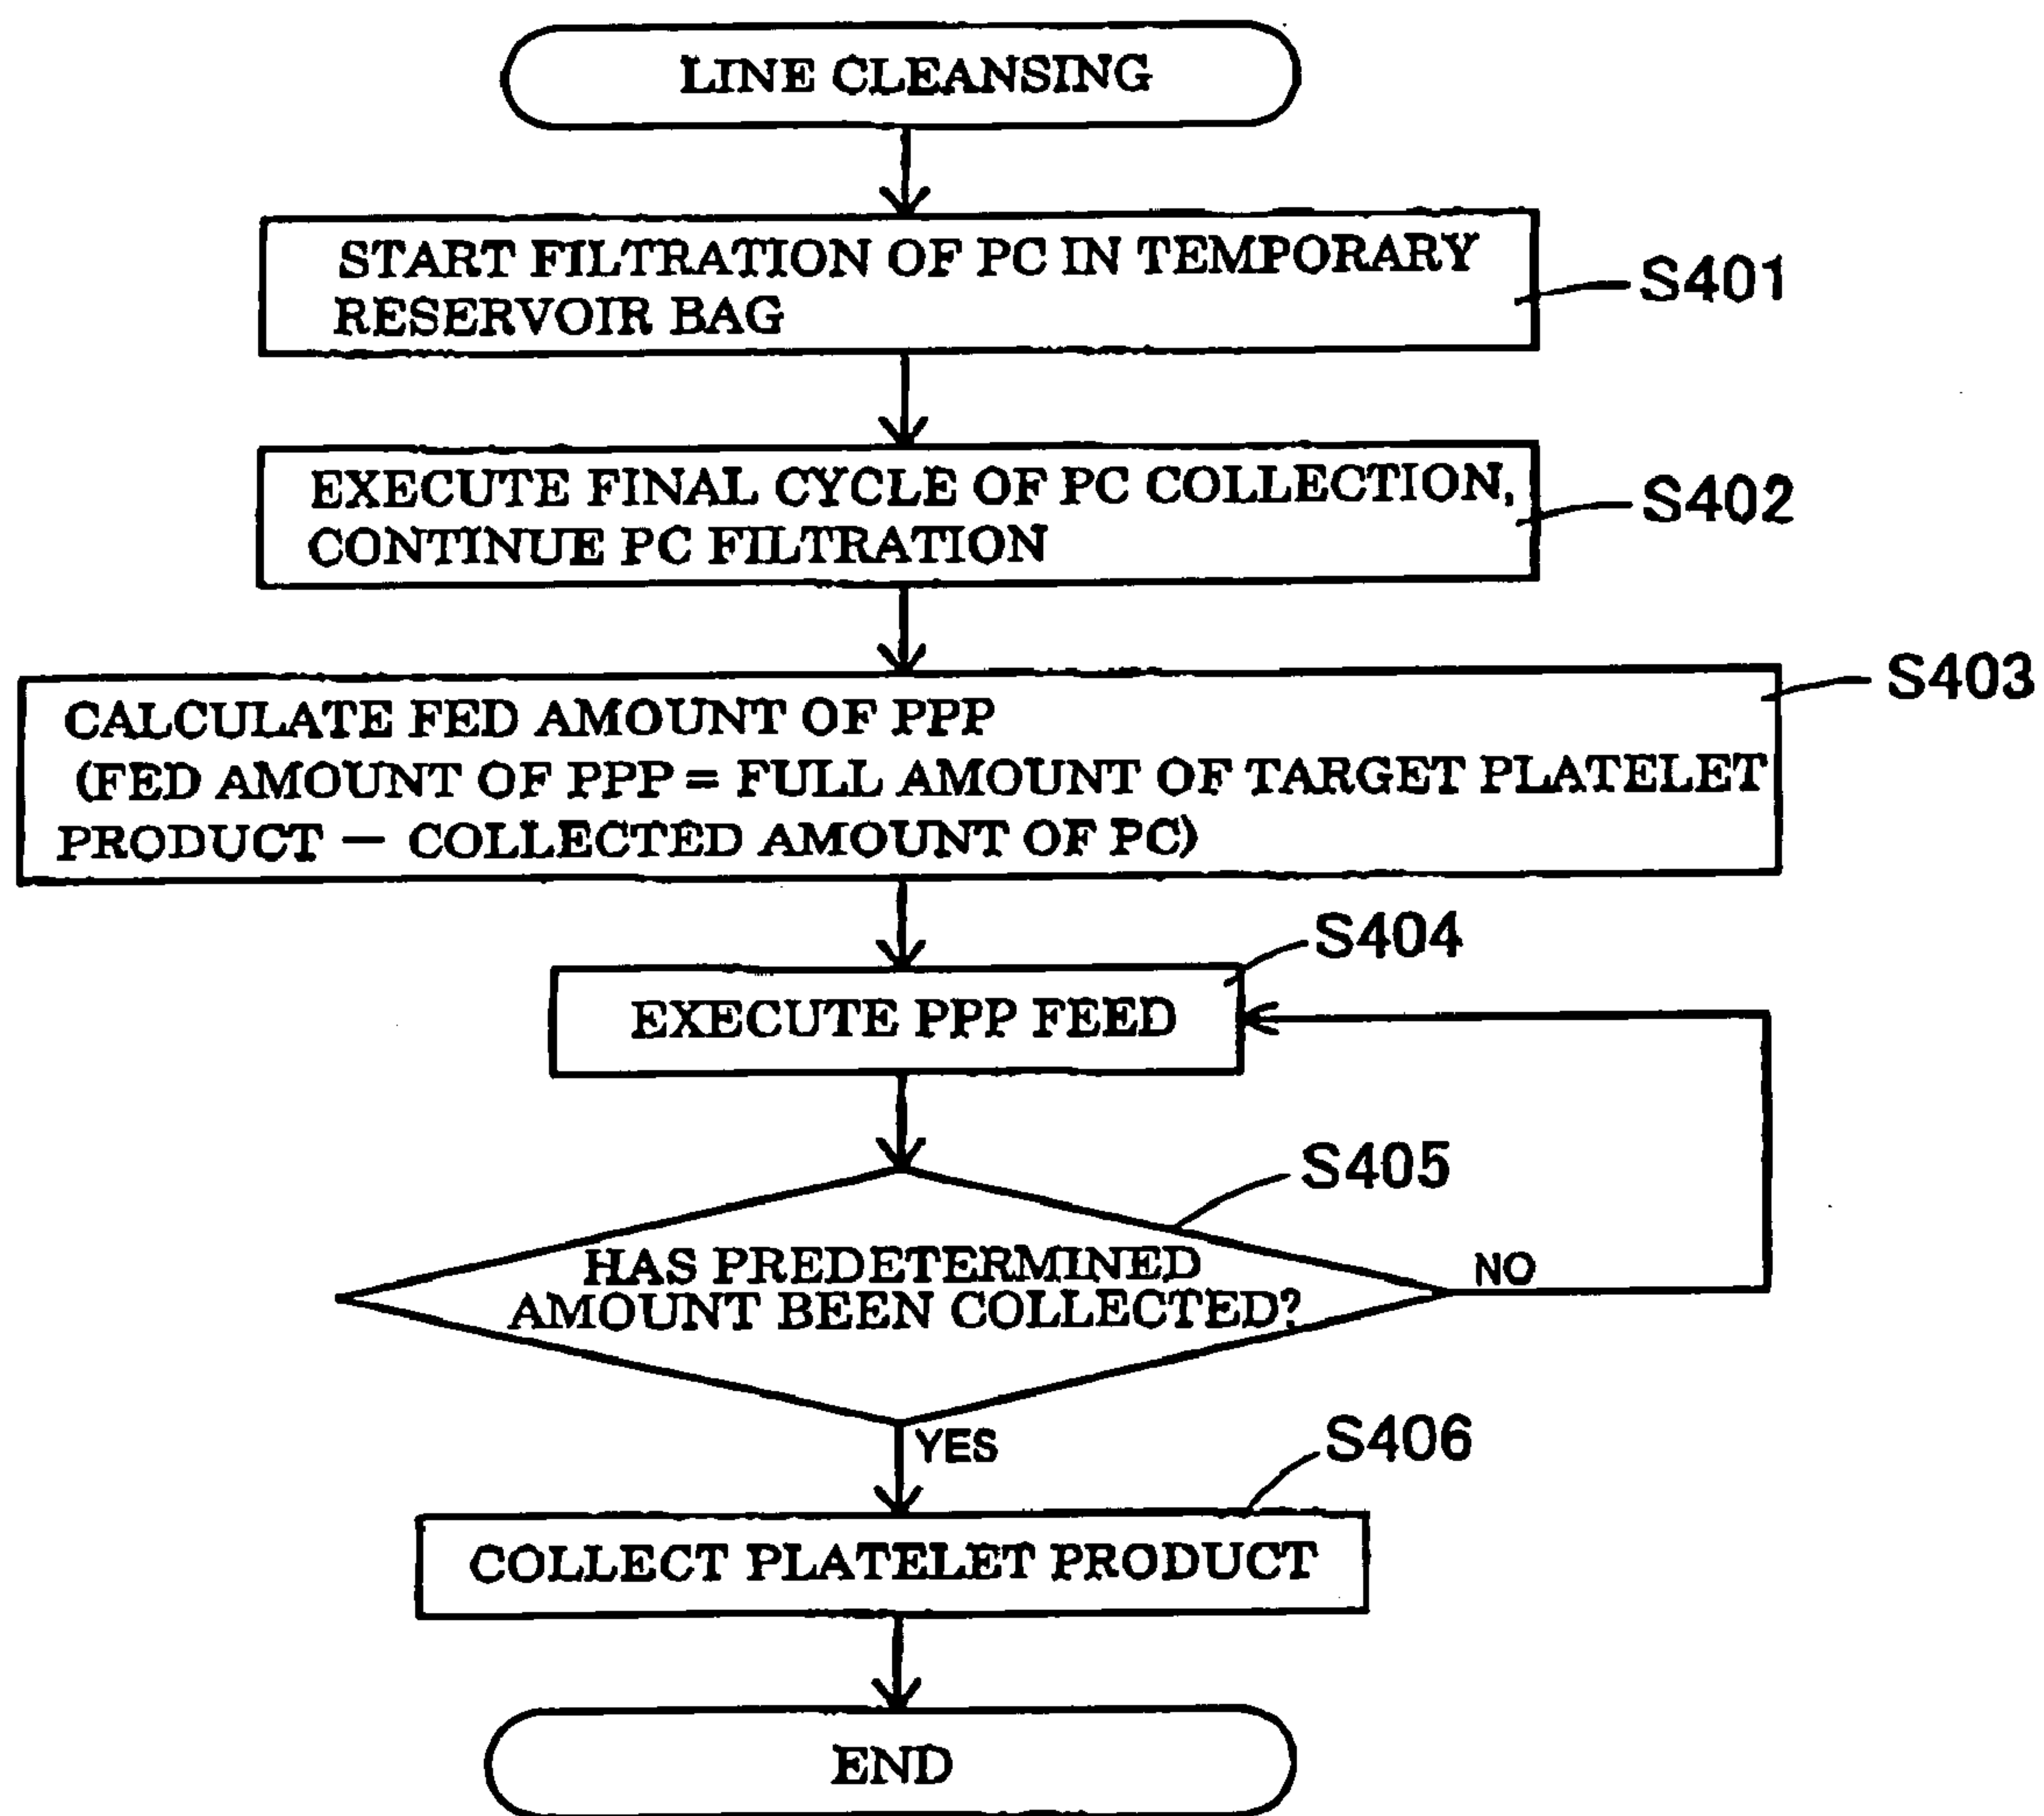 LINE CLEANSING
START FILTRATION OF PC IN TEMPORARY
RESERVOIR BAG
S401
EXECUTE FINAL CYCLE OF PC COLLECTION,
CONTINUE PC FILTRATION
S402
S403
CALCULATE FED AMOUNT OF PPP
(FED AMOUNT OF PPP = FULL AMOUNT OF TARGET PLATELET
PRODUCT — COLLECTED AMOUNT OF PC)
S404
EXECUTE PPP FEED
S405
HAS PREDETERMINED
AMOUNT BEEN COLLECTED?
NO
YES
S406
COLLECT PLATELET PRODUCT
END